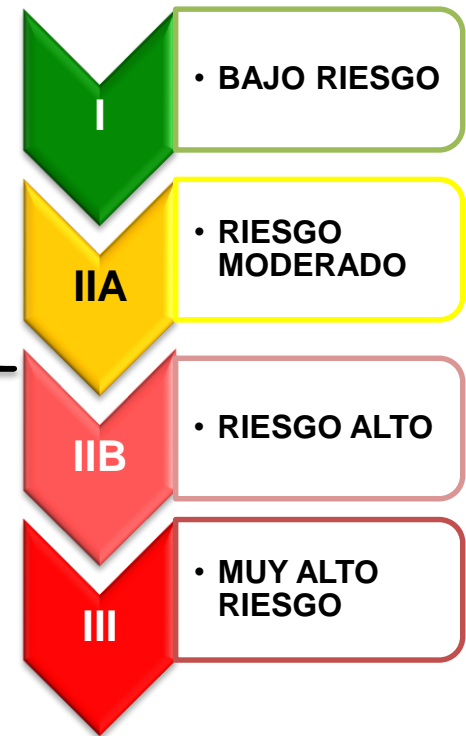 I
• BAJO RIESGO
IIA
• RIESGO
MODERADO
IIB
• RIESGO ALTO
III
• MUY ALTO
RIESGO